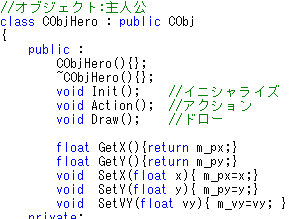 //オブジェクト:主人公
class CObjHero : public CObj
{
public :
CObjHero(){};
~CObjHero(){};
void Init();    //イニシャライズ
void Action();  //アクション
void Draw();    //ドロー
float GetX(){return m_px;}
float GetY(){return m_py;}
void  SetX(float x){ m_px=x;}
void  SetY(float y){ m_py=y;}
void  SetVY(float vy){ m_vy=vy; }
private: